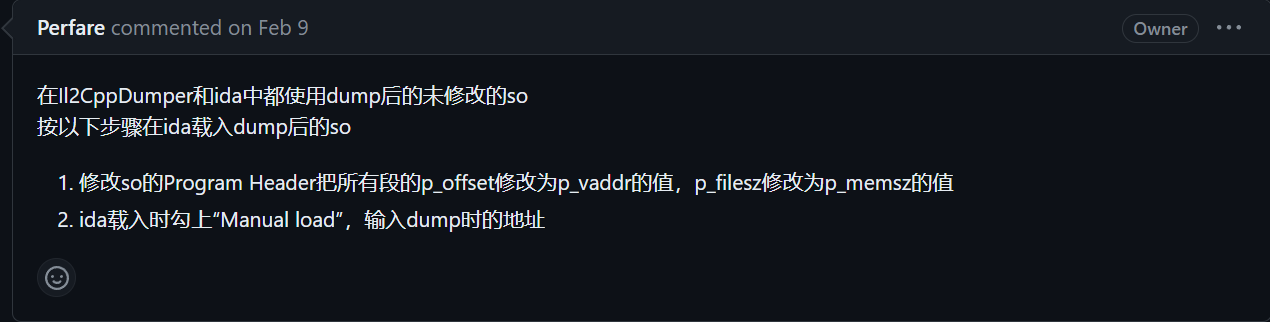 Perfare commented on Feb 9
Owner
在Il2CppDumper和ida中都使用dump后的未修改的so
按以下步骤在ida载入dump后的so
1. 修改so的Program Header把所有段的p_offset修改为p_vaddr的值，p_filesz修改为p_memsz的值
2. ida载入时勾上“Manual load”，输入dump时的地址